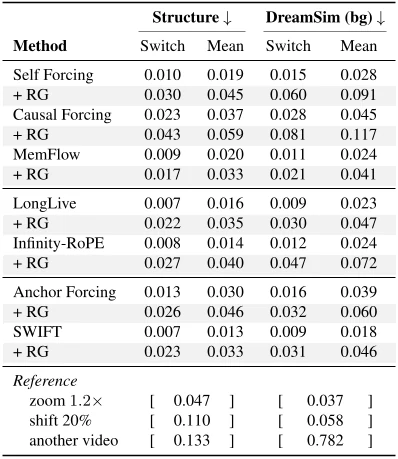 Structure ↓ DreamSim (bg) ↓
Method Switch Mean Switch Mean
Self Forcing 0.010 0.019 0.015 0.028
+ RG 0.030 0.045 0.060 0.091
Causal Forcing 0.023 0.037 0.028 0.045
+ RG 0.043 0.059 0.081 0.117
MemFlow 0.009 0.020 0.011 0.024
+ RG 0.017 0.033 0.021 0.041
LongLive 0.007 0.016 0.009 0.023
+ RG 0.022 0.035 0.030 0.047
Infinity-RoPE 0.008 0.014 0.012 0.024
+ RG 0.027 0.040 0.047 0.072
Anchor Forcing 0.013 0.030 0.016 0.039
+ RG 0.026 0.046 0.032 0.060
SWIFT 0.007 0.013 0.009 0.018
+ RG 0.023 0.033 0.031 0.046
Reference
zoom 1.2× [ 0.047 ] [ 0.037 ]
shift 20% [ 0.110 ] [ 0.058 ]
another video [ 0.133 ] [ 0.782 ]